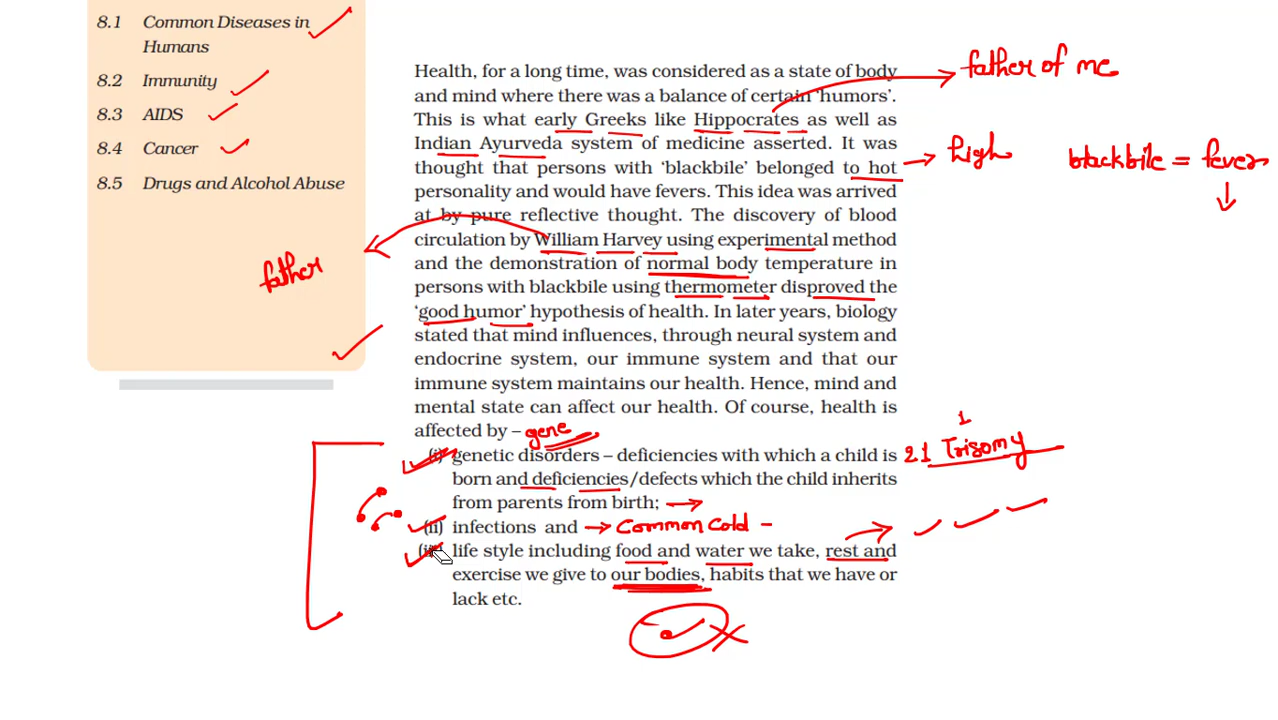 8.1 Common Diseases in
Humans
8.2 Immunity
8.3 AIDS
8.4 Cancer
8.5 Drugs and Alcohol Abuse
father
Health, for a long time, was considered as a state of body
and mind where there was a balance of certain 'humors'.
This is what early Greeks like Hippocrates as well as
Indian Ayurveda system of medicine asserted. It was
thought that persons with 'blackbile' belonged to hot
personality and would have fevers. This idea was arrived
at by pure reflective thought. The discovery of blood
circulation by William Harvey using experimental method
and the demonstration of normal body temperature in
persons with blackbile using thermometer disproved the
'good humor' hypothesis of health. In later years, biology
stated that mind influences, through neural system and
endocrine system, our immune system and that our
immune system maintains our health. Hence, mind and
mental state can affect our health. Of course, health is
affected by – gene
(i) genetic disorders – deficiencies with which a child is
born and deficiencies/defects which the child inherits
from parents from birth;
(ii) infections and → Common Cold -
life style including food and water we take, rest and
exercise we give to our bodies, habits that we have or
lack etc.
father of me
high
blackbile = fever
1
21 Trisomy